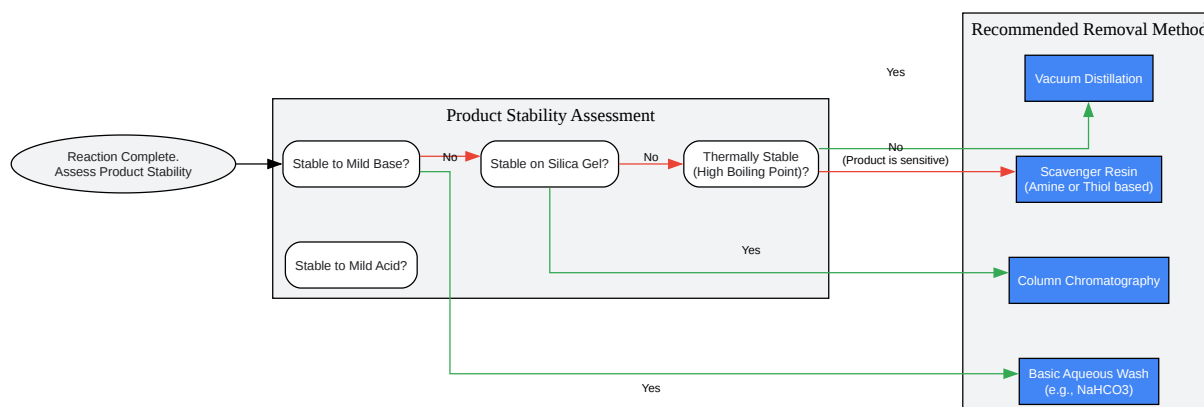 Recommended Removal Method
Yes
Vacuum Distillation
Product Stability Assessment
Reaction Complete.
Assess Product Stability
Stable to Mild Base?
No
Stable on Silica Gel?
No
Thermally Stable
(High Boiling Point)?
No
(Product is sensitive)
Scavenger Resin
(Amine or Thiol based)
Stable to Mild Acid?
Yes
Column Chromatography
Yes
Basic Aqueous Wash
(e.g., NaHCO3)